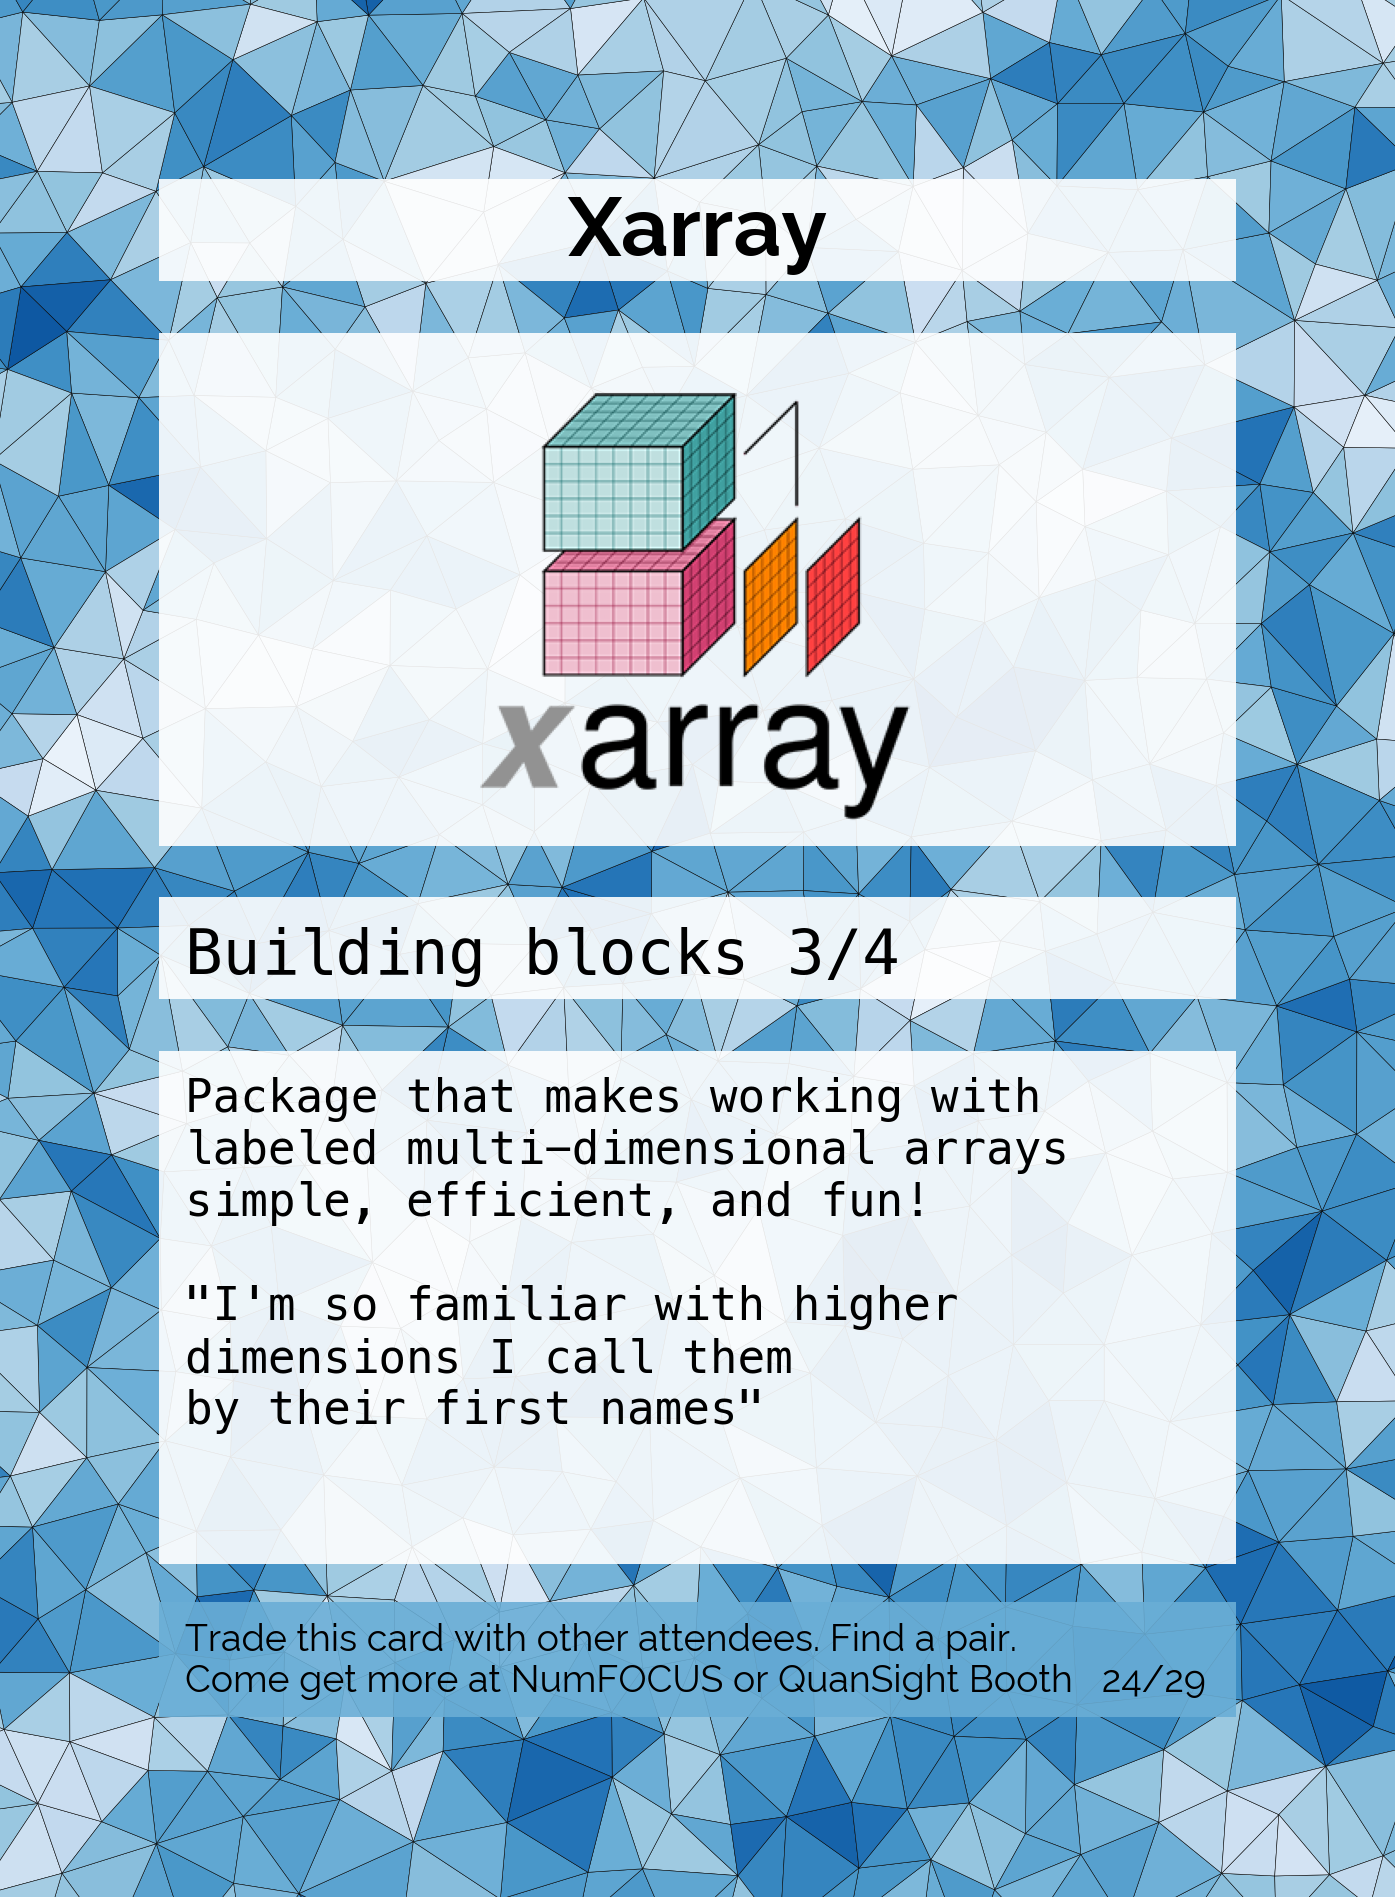 Xarray
xarray
Building blocks 3/4
Package that makes working with
labeled multi–dimensional arrays
simple, efficient, and fun!
"I'm so familiar with higher
dimensions I call them
by their first names"
Trade this card with other attendees. Find a pair.
Come get more at NumFOCUS or QuanSight Booth 24/29